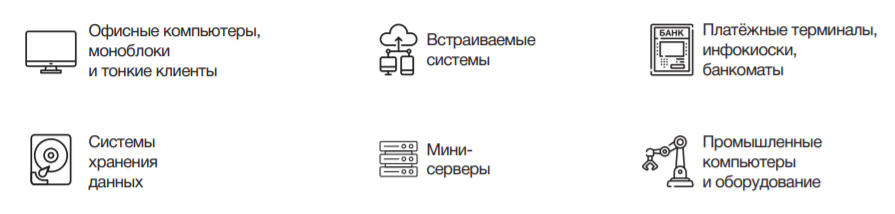 Офисные компьютеры,
моноблоки
и тонкие клиенты
Встраиваемые
системы
БАНК
Платёжные терминалы,
инфокиоски,
банкоматы
Системы
хранения
данных
Мини-
серверы
Промышленные
компьютеры
и оборудование